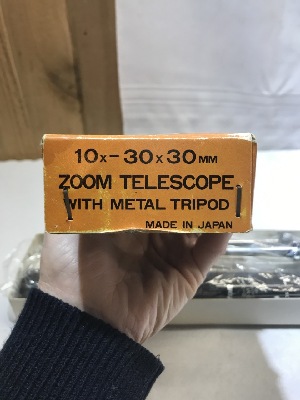 10x-30x30MM
ZOOM TELESCOPE
WITH METAL TRIPOD
MADE IN JAPAN